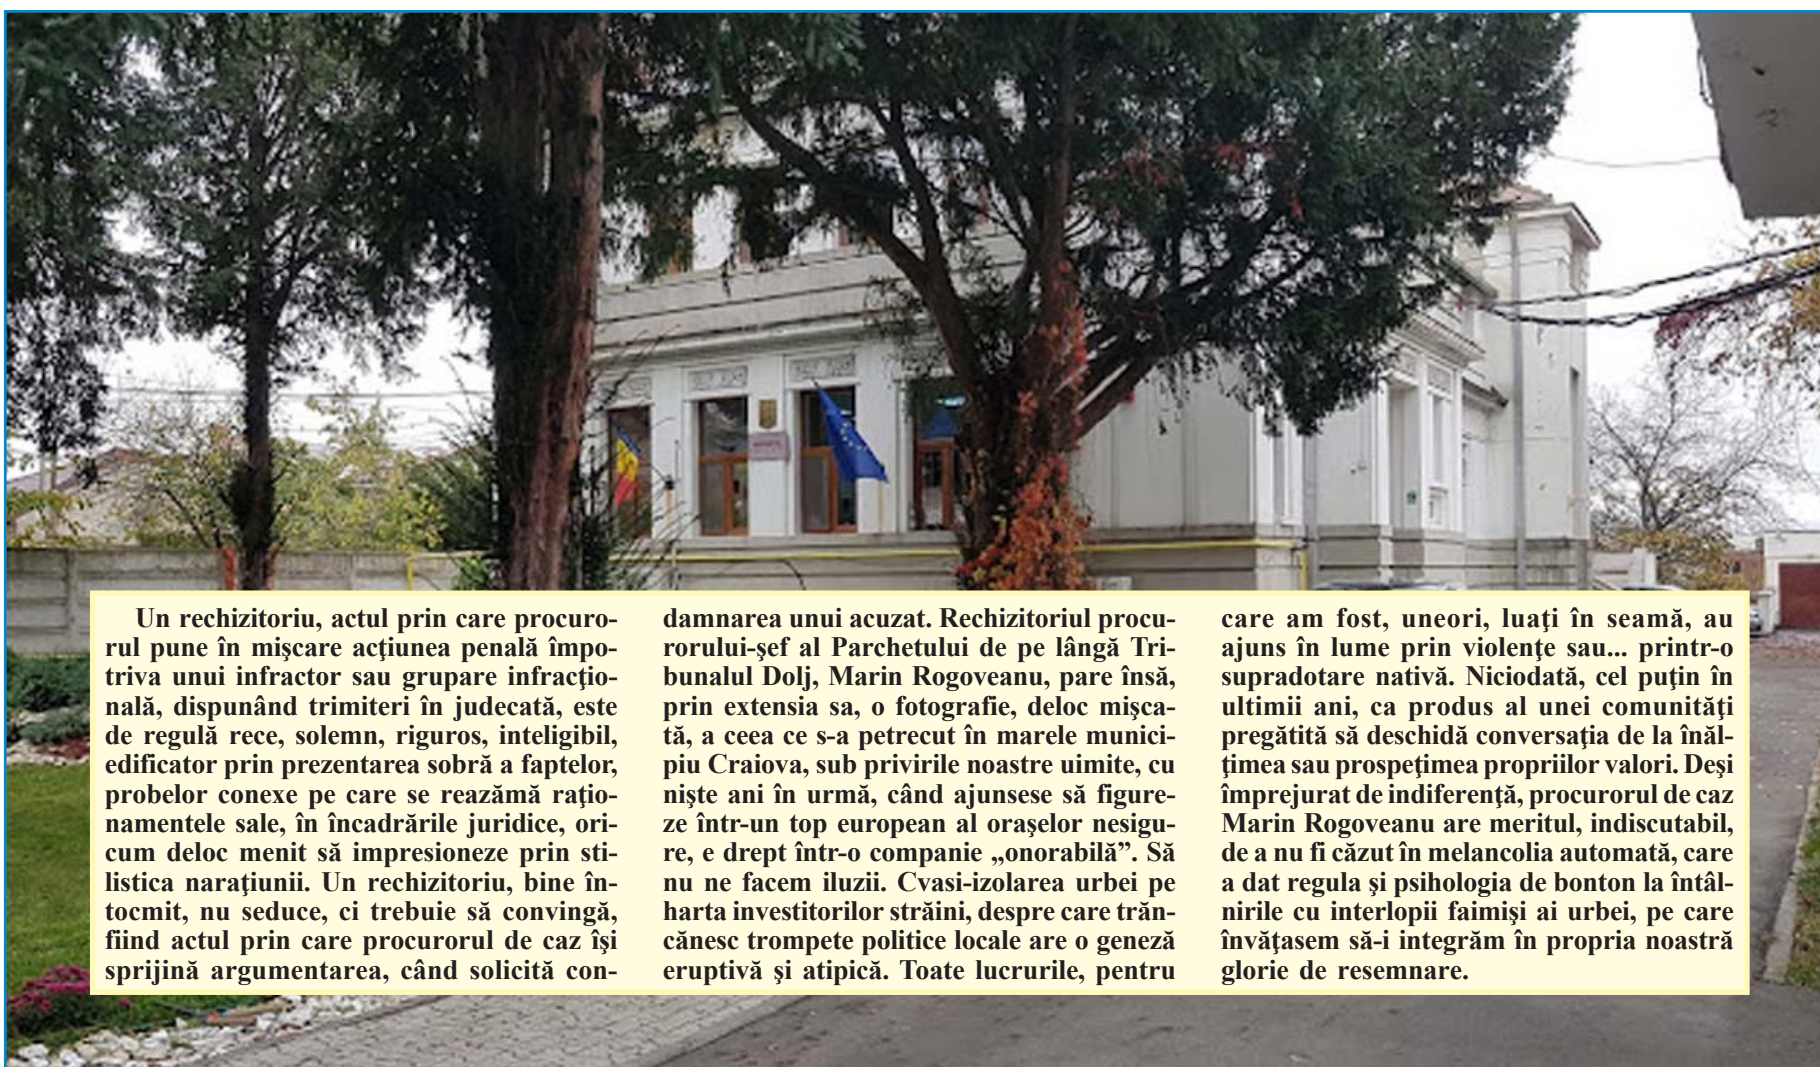 Un rechizitoriu, actul prin care procuro-
rul pune în mişcare acţiunea penală împo-
triva unui infractor sau grupare infracţio-
nală, dispunând trimiteri în judecată, este
de regulă rece, solemn, riguros, inteligibil,
edificator prin prezentarea sobră a faptelor,
probelor conexe pe care se reazămă raţio-
namentele sale, în încadrările juridice, ori-
cum deloc menit să impresioneze prin sti-
listica naraţiunii. Un rechizitoriu, bine în-
tocmit, nu seduce, ci trebuie să convingă,
fiind actul prin care procurorul de caz îşi
sprijină argumentarea, când solicită con-
damnarea unui acuzat. Rechizitoriul procu-
rorului-şef al Parchetului de pe lângă Tri-
bunalul Dolj, Marin Rogoveanu, pare însă,
prin extensia sa, o fotografie, deloc mişca-
tă, a ceea ce s-a petrecut în marele munici-
piu Craiova, sub privirile noastre uimite, cu
nişte ani în urmă, când ajunsese să figure-
ze într-un top european al oraşelor nesigu-
re, e drept într-o companie „onorabilă”. Să
nu ne facem iluzii. Cvasi-izolarea urbei pe
harta investitorilor străini, despre care trăn-
cănesc trompete politice locale are o geneză
eruptivă şi atipică. Toate lucrurile, pentru
care am fost, uneori, luaţi în seamă, au
ajuns în lume prin violenţe sau... printr-o
supradotare nativă. Niciodată, cel puţin în
ultimii ani, ca produs al unei comunităţi
pregătită să deschidă conversaţia de la înăl-
ţimea sau prospeţimea propriilor valori. Deşi
împrejurat de indiferenţă, procurorul de caz
Marin Rogoveanu are meritul, indiscutabil,
de a nu fi căzut în melancolia automată, care
a dat regula şi psihologia de bonton la întâl-
nirile cu interlopii faimişi ai urbei, pe care
învăţasem să-i integrăm în propria noastră
glorie de resemnare.